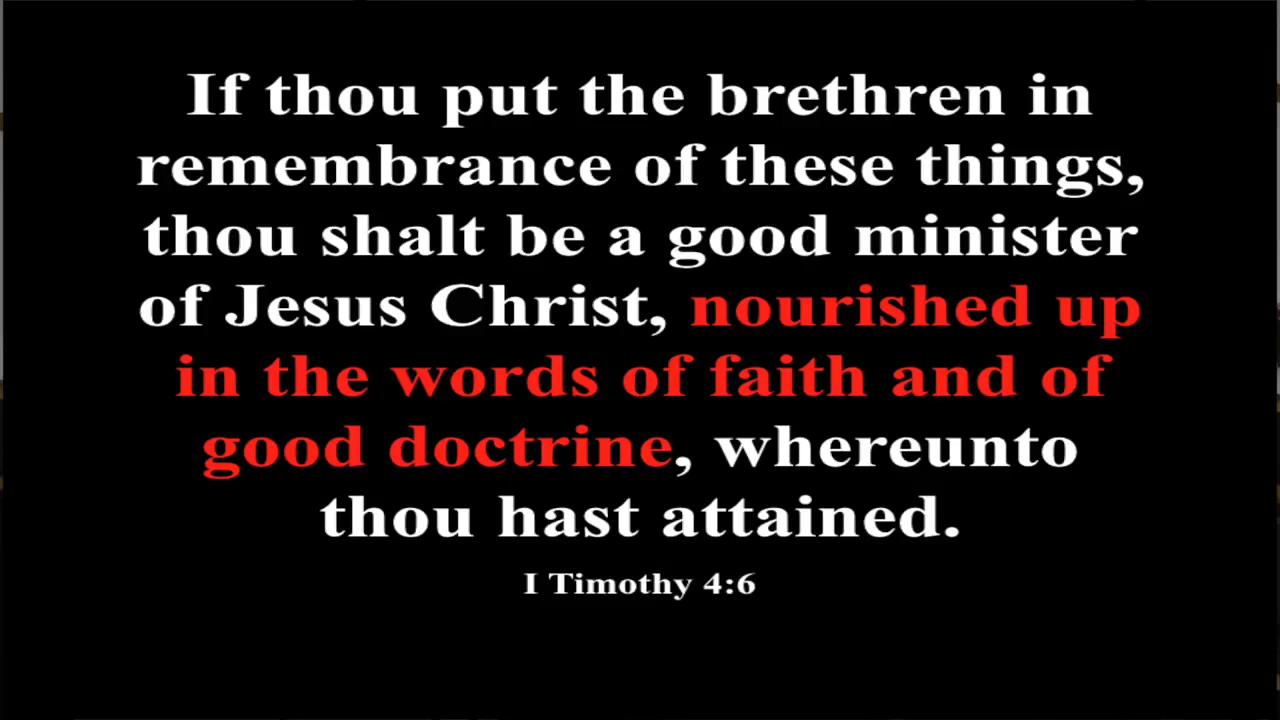 If thou put the brethren in
remembrance of these things,
thou shalt be a good minister
of Jesus Christ, nourished up
in the words of faith and of
good doctrine, whereunto
thou hast attained.
I Timothy 4:6